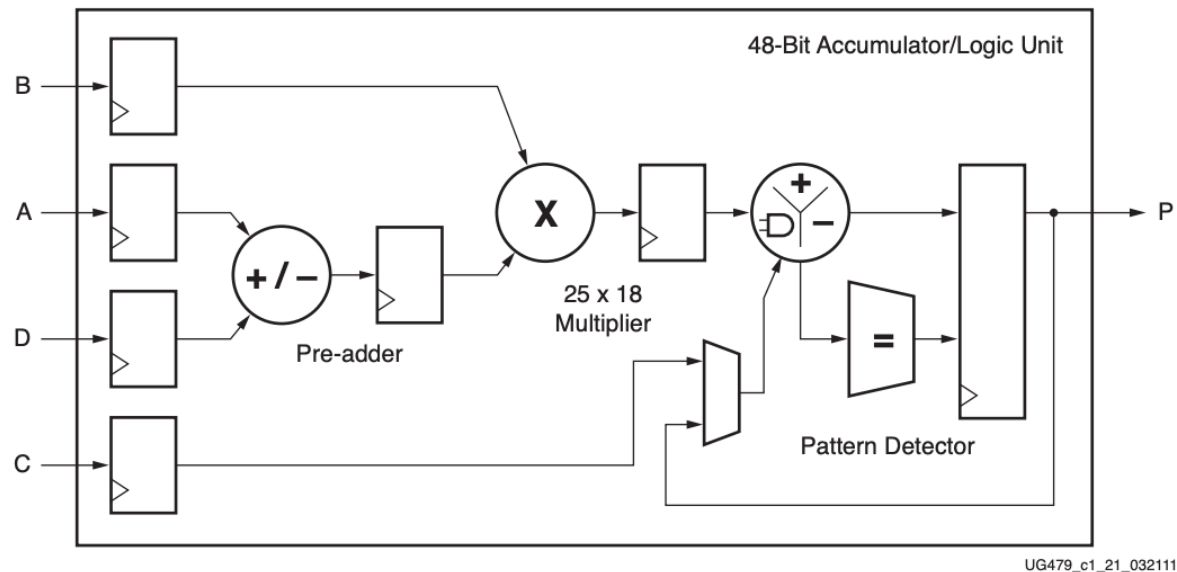 48-Bit Accumulator/Logic Unit
B
A
X
+
−
P
+ / −
25 x 18
Multiplier
D
=
Pre-adder
Pattern Detector
C
UG479_c1_21_032111